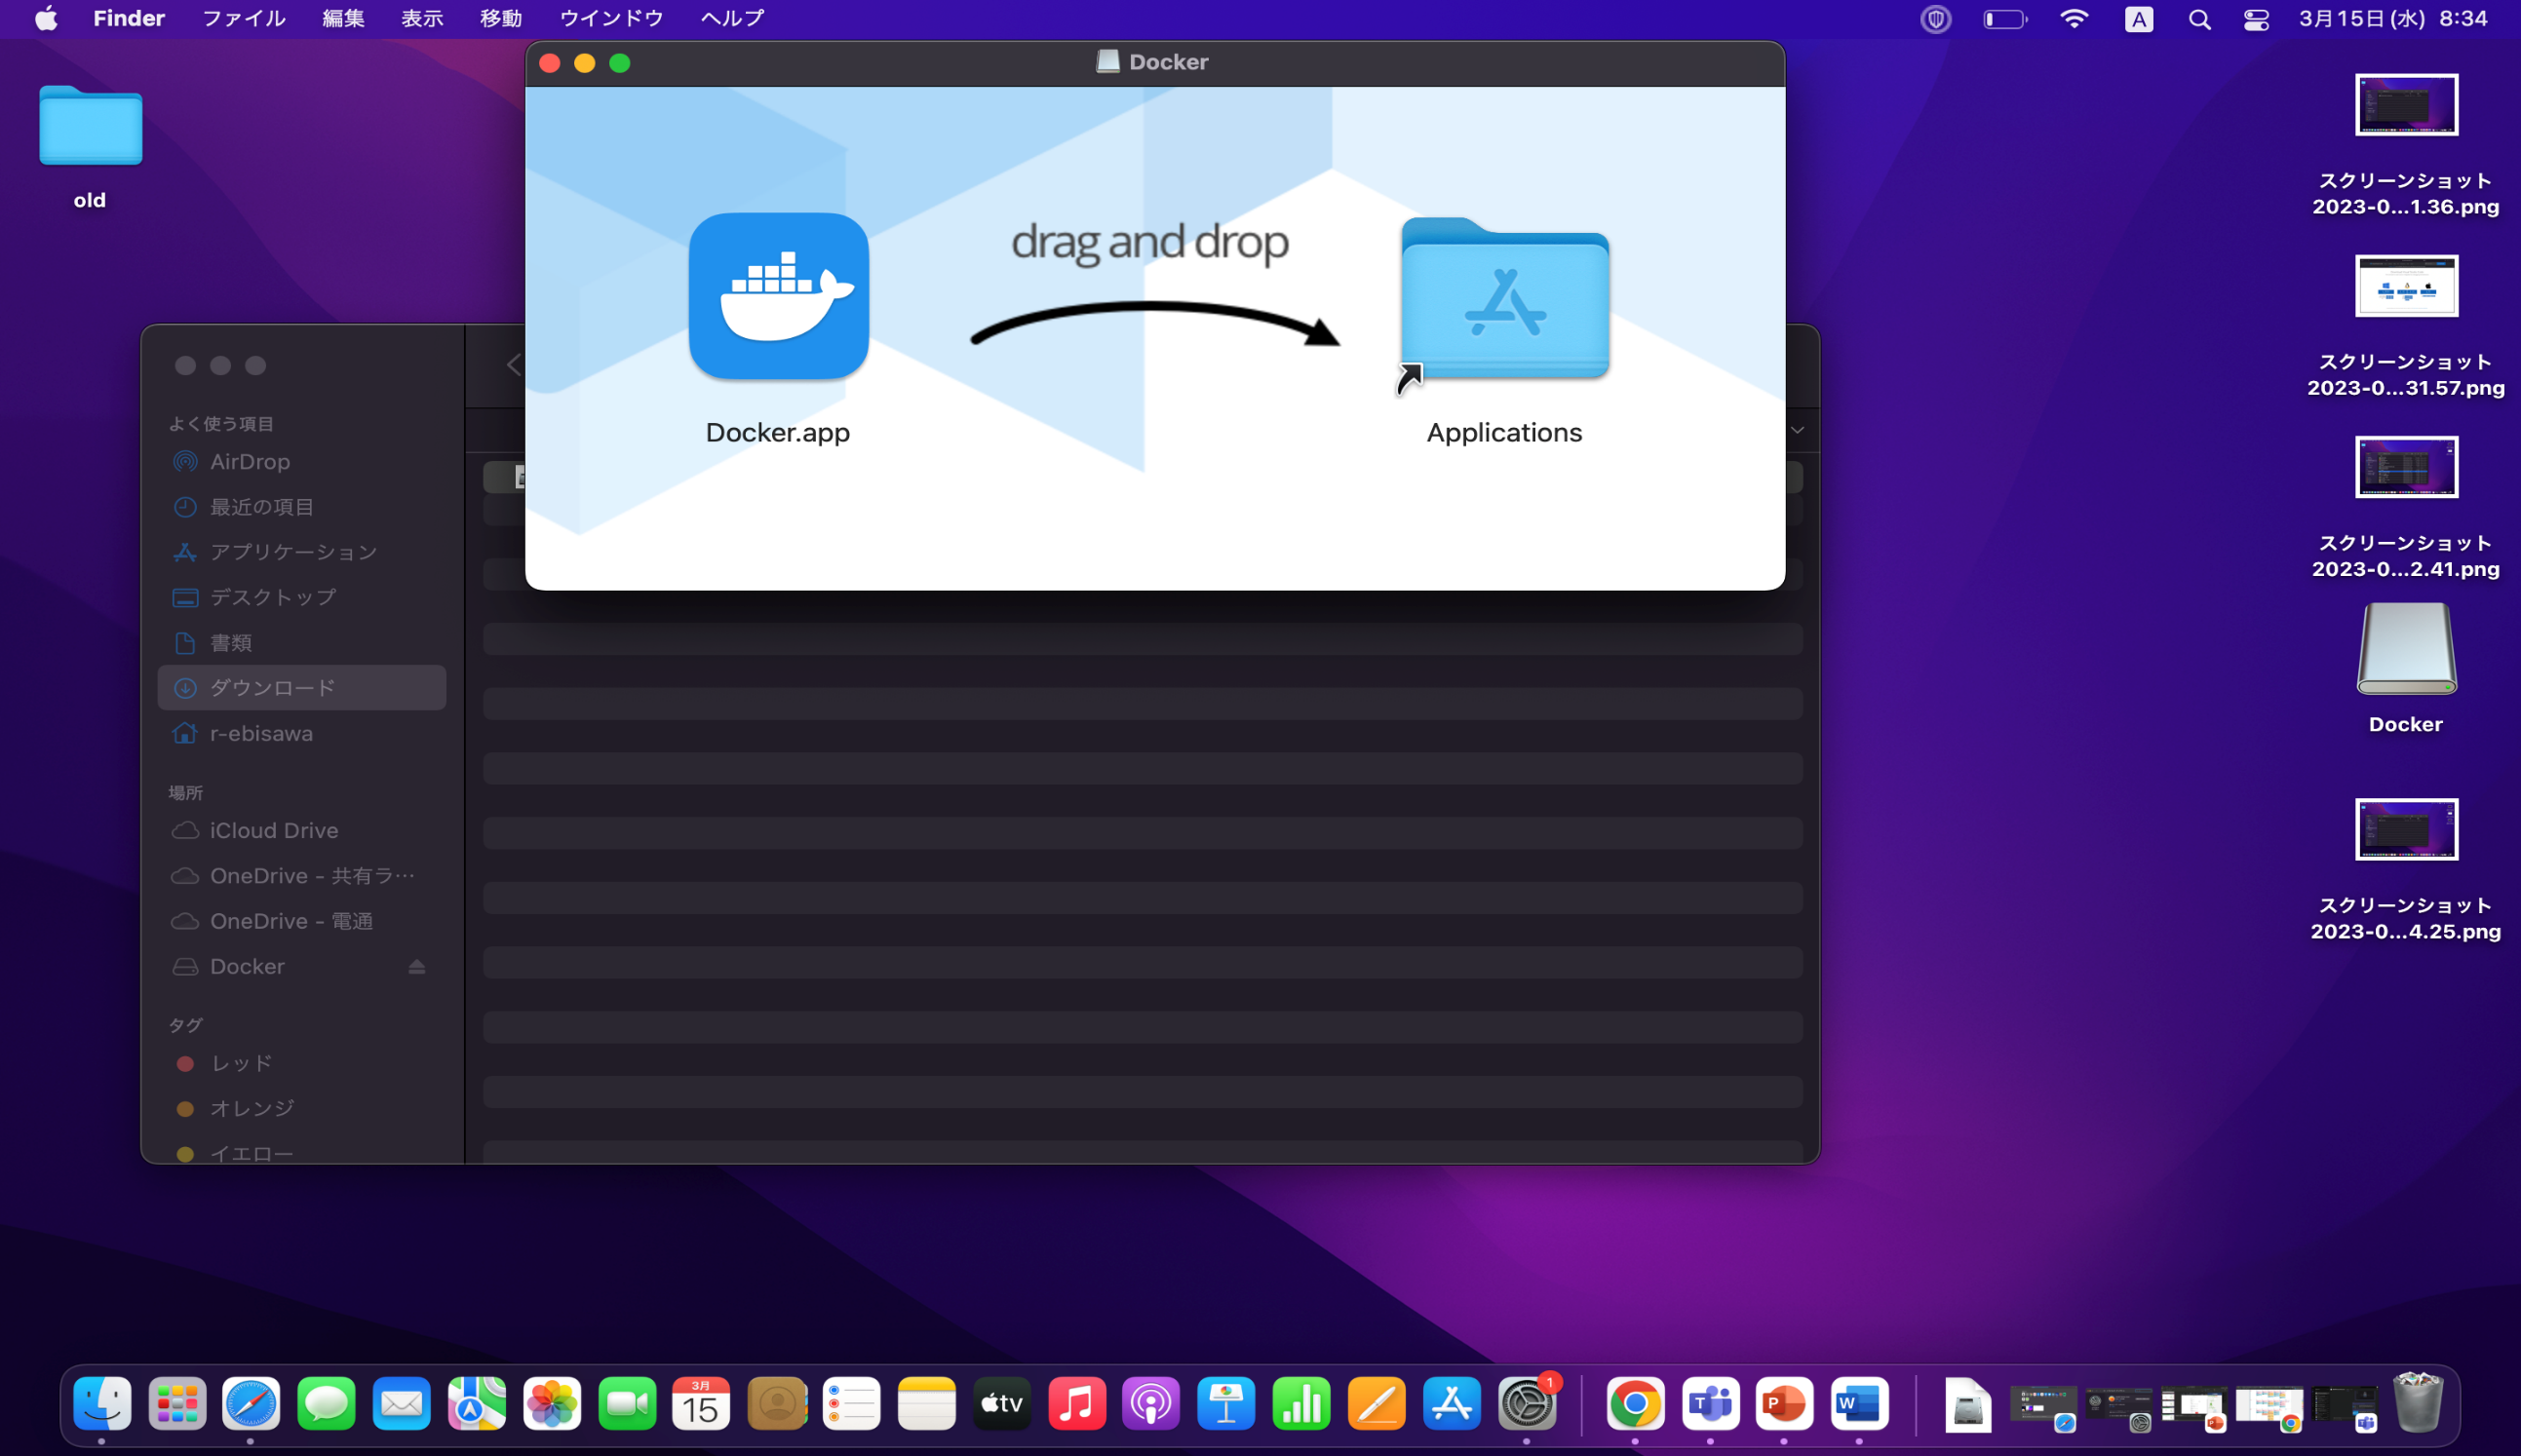 Finder ファイル 編集 表示 移動 ウインドウ ヘルプ
A 3月15日(水) 8:34
old
Docker
drag and drop
Docker.app
Applications
よく使う項目
AirDrop
最近の項目
アプリケーション
デスクトップ
書類
ダウンロード
r-ebisawa
場所
iCloud Drive
OneDrive - 共有ラ…
OneDrive - 電通
Docker
タグ
レッド
オレンジ
イエロー
スクリーンショット
2023-0...1.36.png
スクリーンショット
2023-0...31.57.png
スクリーンショット
2023-0...2.41.png
Docker
スクリーンショット
2023-0...4.25.png
3月
15
tv
1
T
P
W